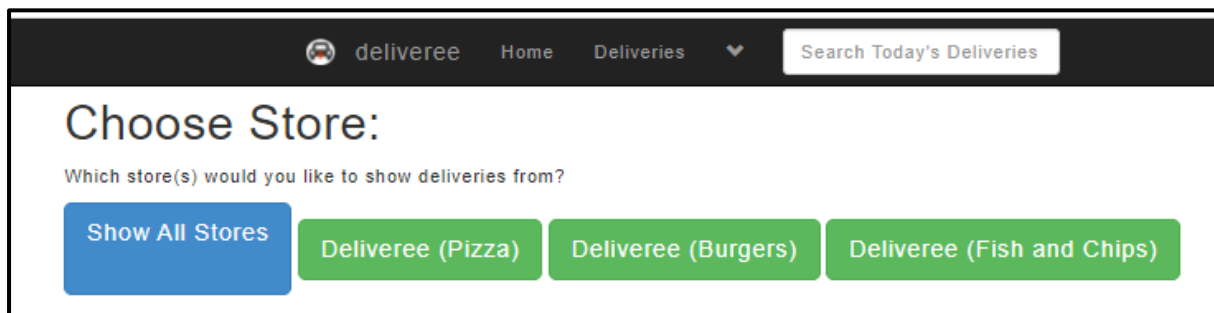 deliveree Home Deliveries Search Today's Deliveries
Choose Store:
Which store(s) would you like to show deliveries from?
Show All Stores Deliveree (Pizza) Deliveree (Burgers) Deliveree (Fish and Chips)